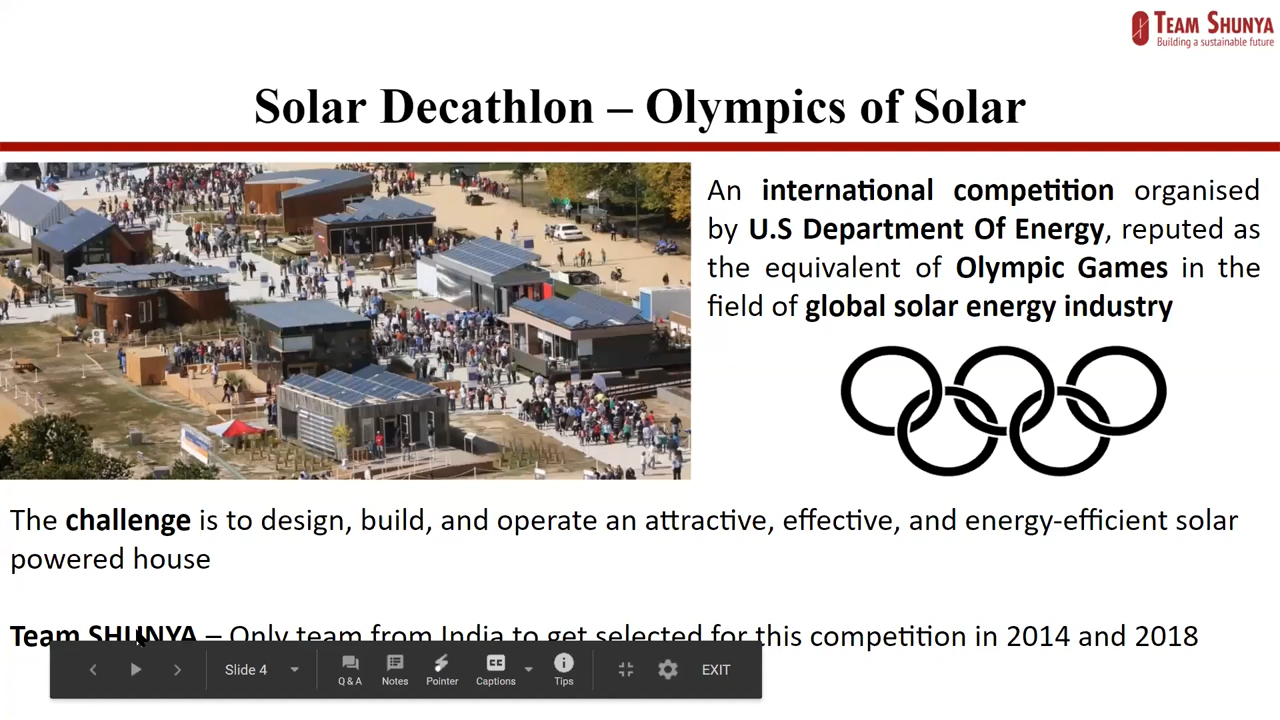 TEAM SHUNYA
Building a sustainable future
Solar Decathlon – Olympics of Solar
An international competition organised
by U.S Department Of Energy, reputed as
the equivalent of Olympic Games in the
field of global solar energy industry
The challenge is to design, build, and operate an attractive, effective, and energy-efficient solar
powered house
Team SHUNYA – Only team from India to get selected for this competition in 2014 and 2018
Slide 4
Q & A
Notes
Pointer
Captions
Tips
EXIT